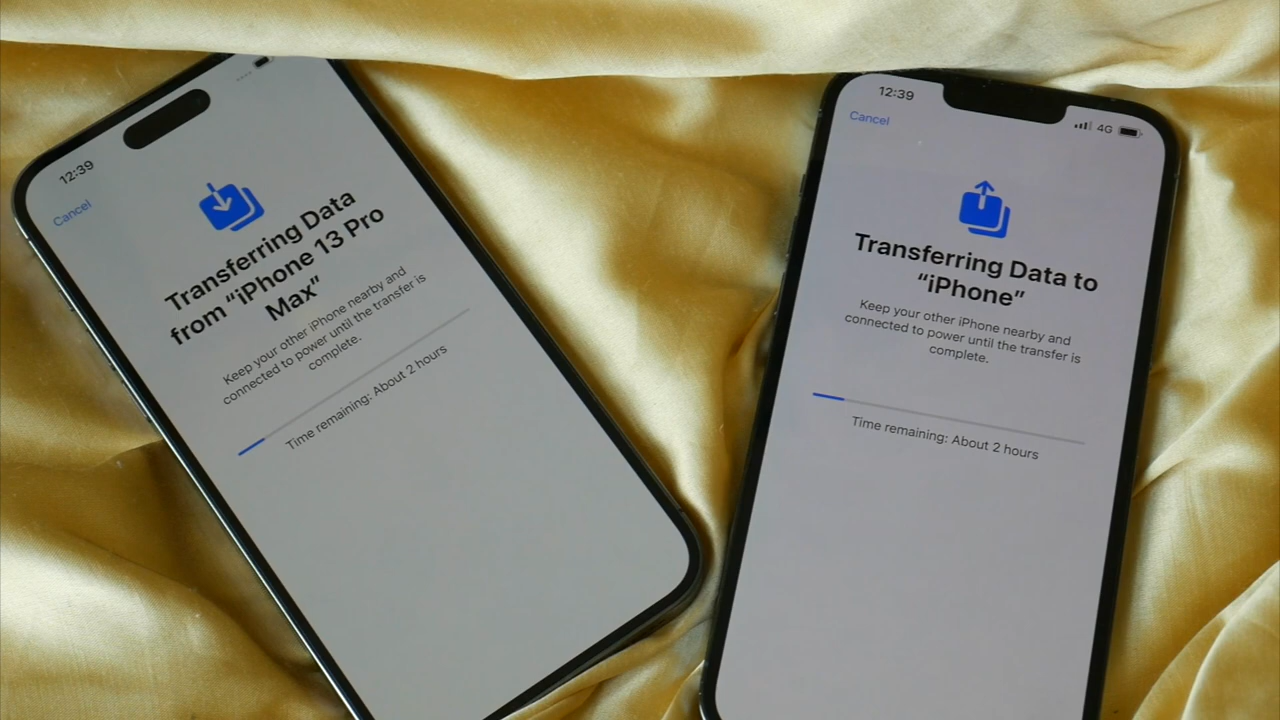 12:39
Cancel
Transferring Data
from “iPhone 13 Pro
Max”
Keep your other iPhone nearby and
connected to power until the transfer is
complete.
Time remaining: About 2 hours
12:39
4G
Cancel
Transferring Data to
“iPhone”
Keep your other iPhone nearby and
connected to power until the transfer is
complete.
Time remaining: About 2 hours